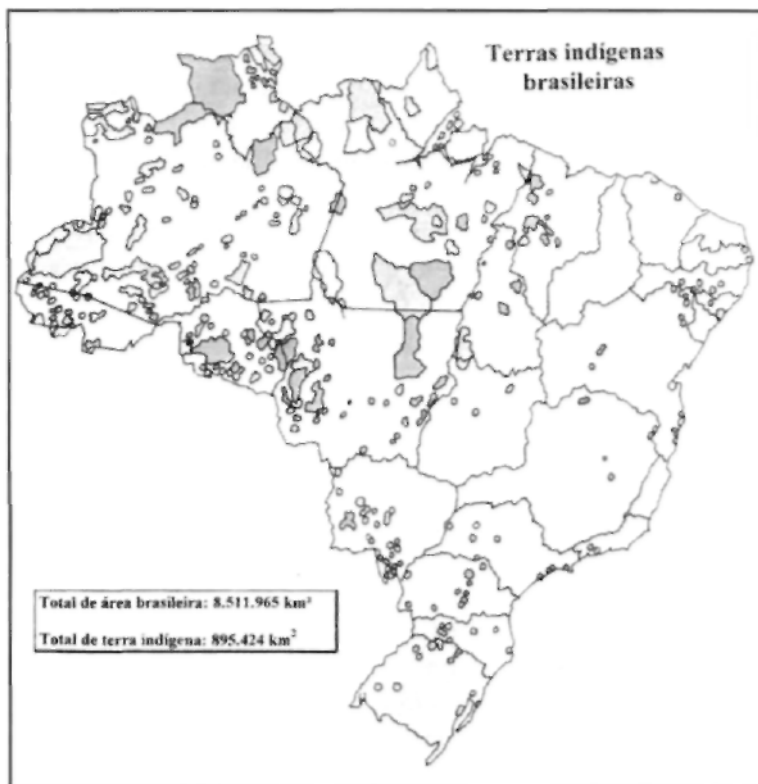 Terras indígenas
brasileiras
Total de área brasileira: 8.511.965 km²
Total de terra indígena: 895.424 km²